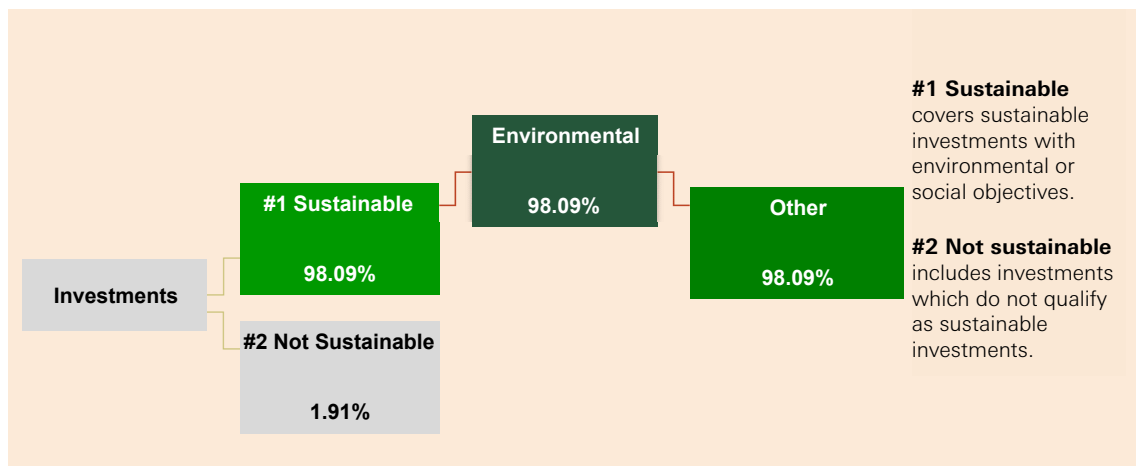 Investments
#1 Sustainable
98.09%
#2 Not Sustainable
1.91%
Environmental
98.09%
Other
98.09%
#1 Sustainable
covers sustainable
investments with
environmental or
social objectives.
#2 Not sustainable
includes investments
which do not qualify
as sustainable
investments.